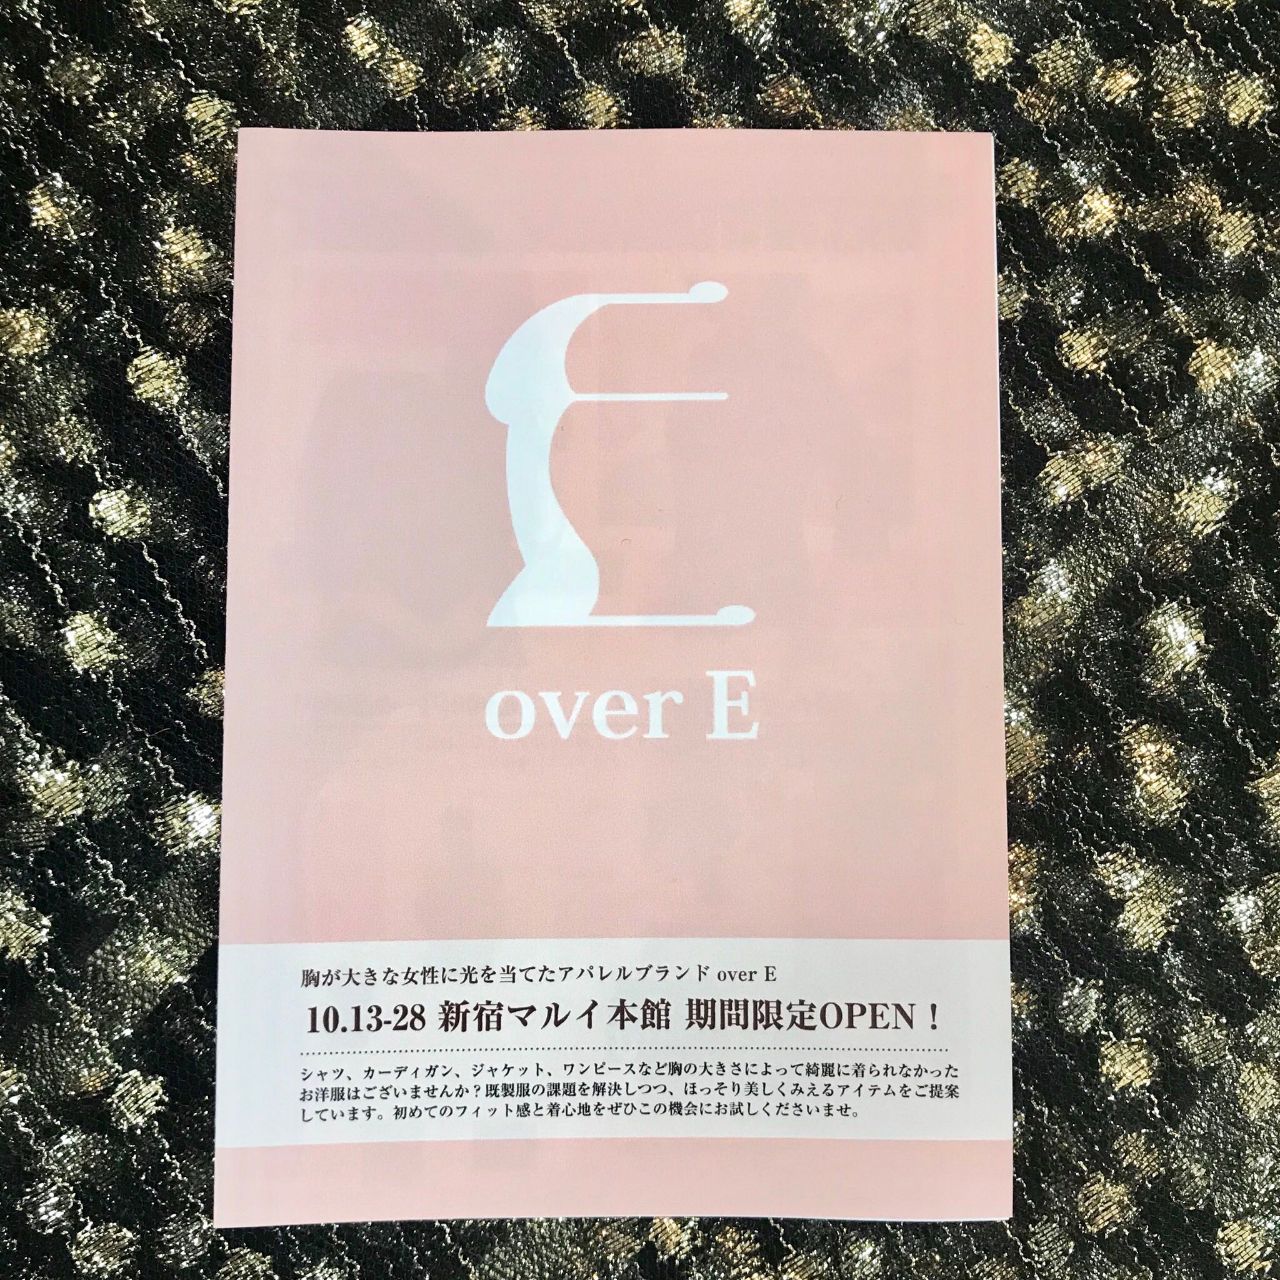 E
over E
胸が大きな女性に光を当てたアパレルブランド over E
10.13-28 新宿マルイ本館 期間限定OPEN！
シャツ、カーディガン、ジャケット、ワンピースなど胸の大きさによって綺麗に着られなかった
お洋服はございませんか？既製服の課題を解決しつつ、ほっそり美しくみえるアイテムをご提案
しています。初めてのフィット感と着心地をぜひこの機会にお試しくださいませ。